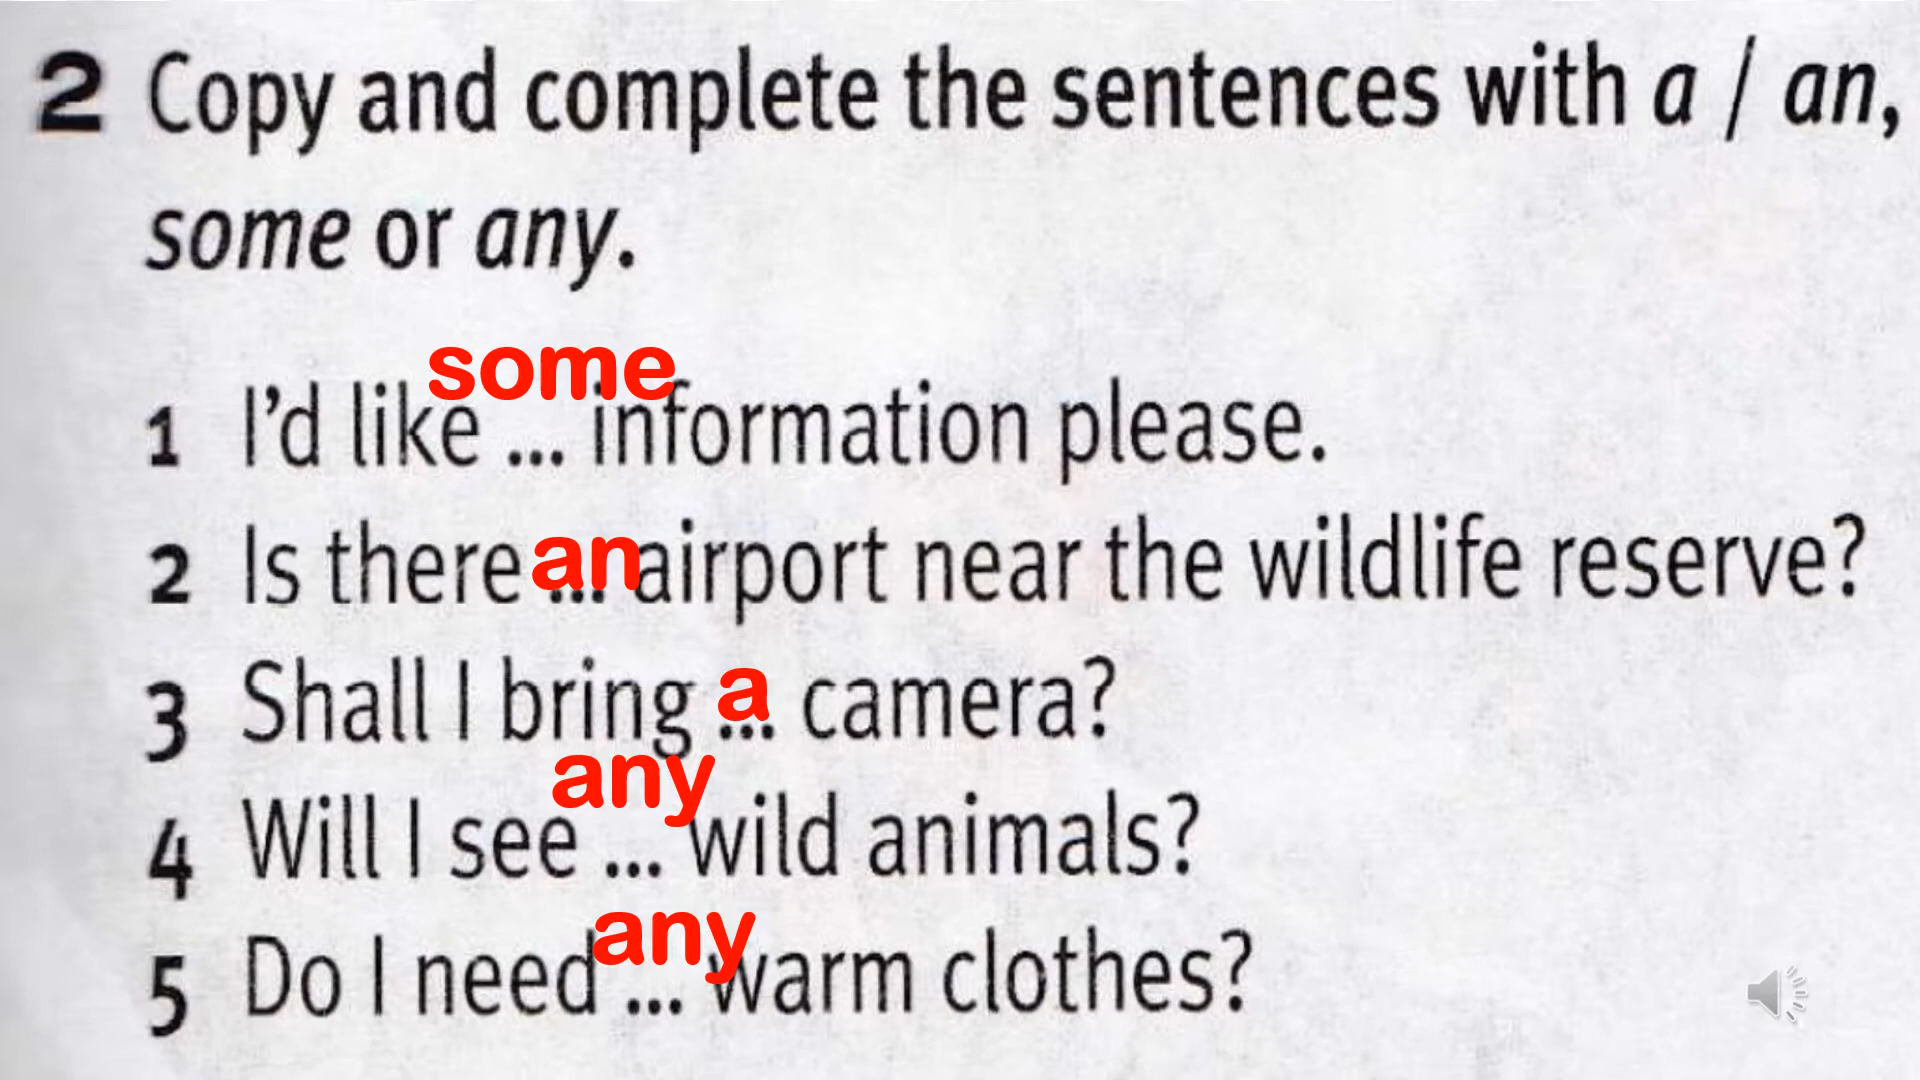 2 Copy and complete the sentences with a / an,
some or any.
some
1 I'd like ... information please.
2 Is there an ... airport near the wildlife reserve?
3 Shall I bring a ... camera?
any
4 Will I see ... wild animals?
any
5 Do I need ... warm clothes?